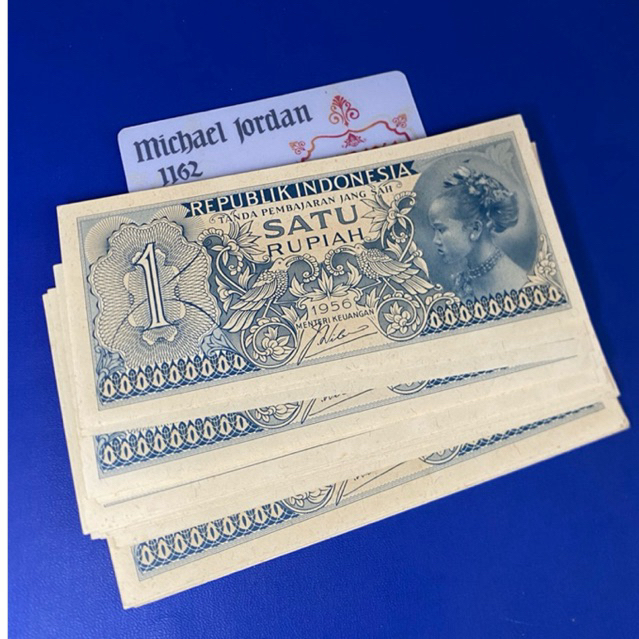 Michael Jordan
1162
REPUBLIK INDONESIA
TANDA PEMBAJARAN JANG SAH
SATU
RUPIAH
1
1956
MENTERI KEUANGAN